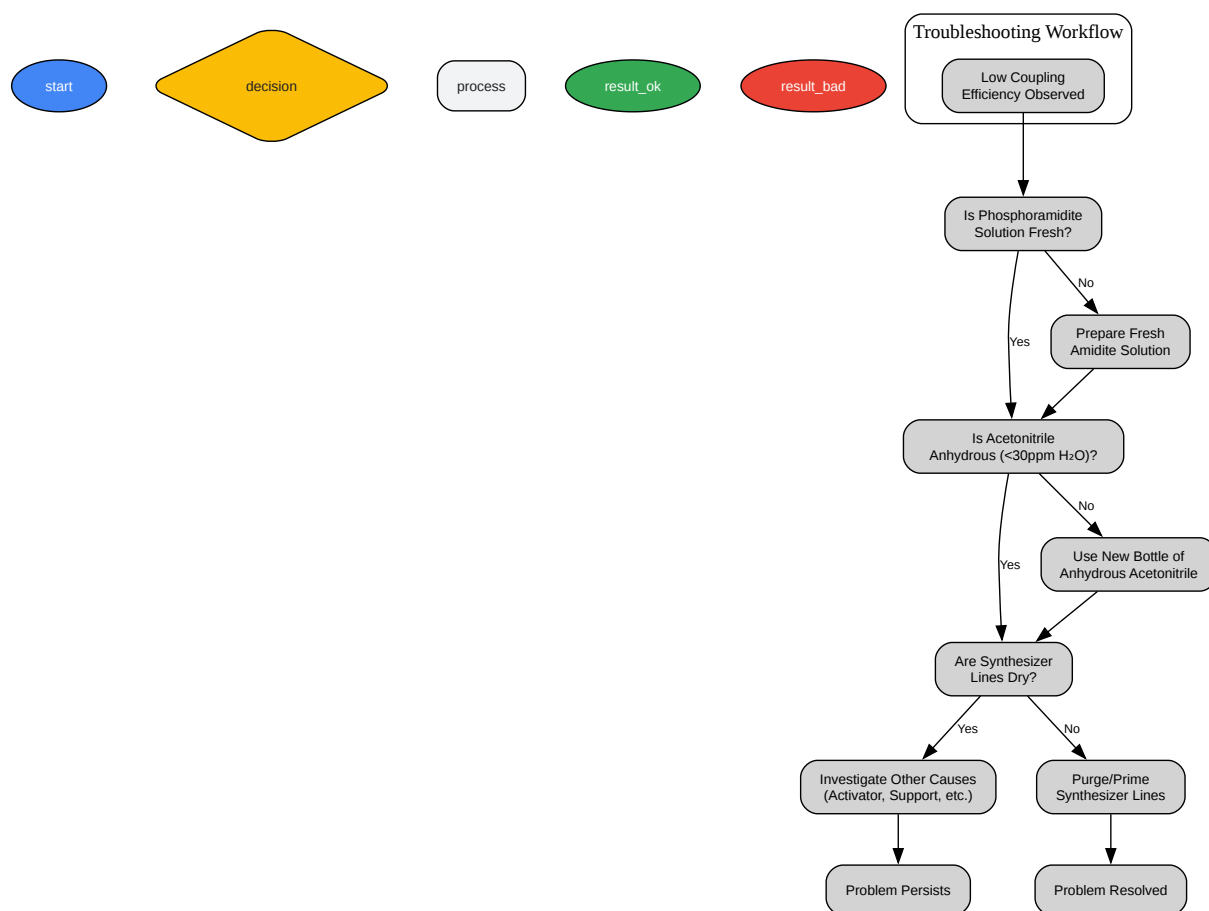 Troubleshooting Workflow
start
decision
process
result_ok
result_bad
Low Coupling
Efficiency Observed
Is Phosphoramidite
Solution Fresh?
No
Yes
Prepare Fresh
Amidite Solution
Is Acetonitrile
Anhydrous (<30ppm H₂O)?
No
Yes
Use New Bottle of
Anhydrous Acetonitrile
Are Synthesizer
Lines Dry?
Yes
No
Investigate Other Causes
(Activator, Support, etc.)
Purge/Prime
Synthesizer Lines
Problem Persists
Problem Resolved